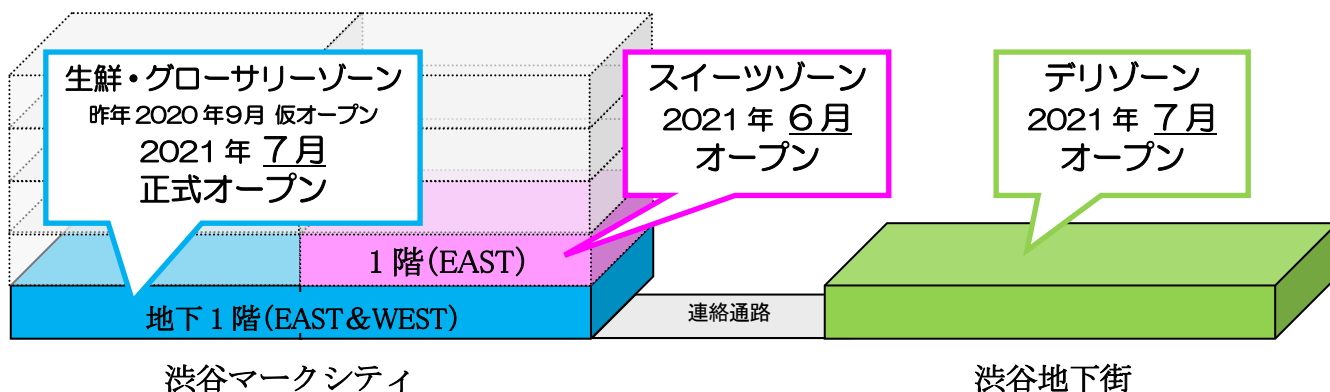 生鮮・グローサリーゾーン
昨年2020年9月 仮オープン
2021年 7月
正式オープン
スイーツゾーン
2021年 6月
オープン
デリゾーン
2021年 7月
オープン
1階(EAST)
地下1階(EAST&WEST)
連絡通路
渋谷マークシティ
渋谷地下街